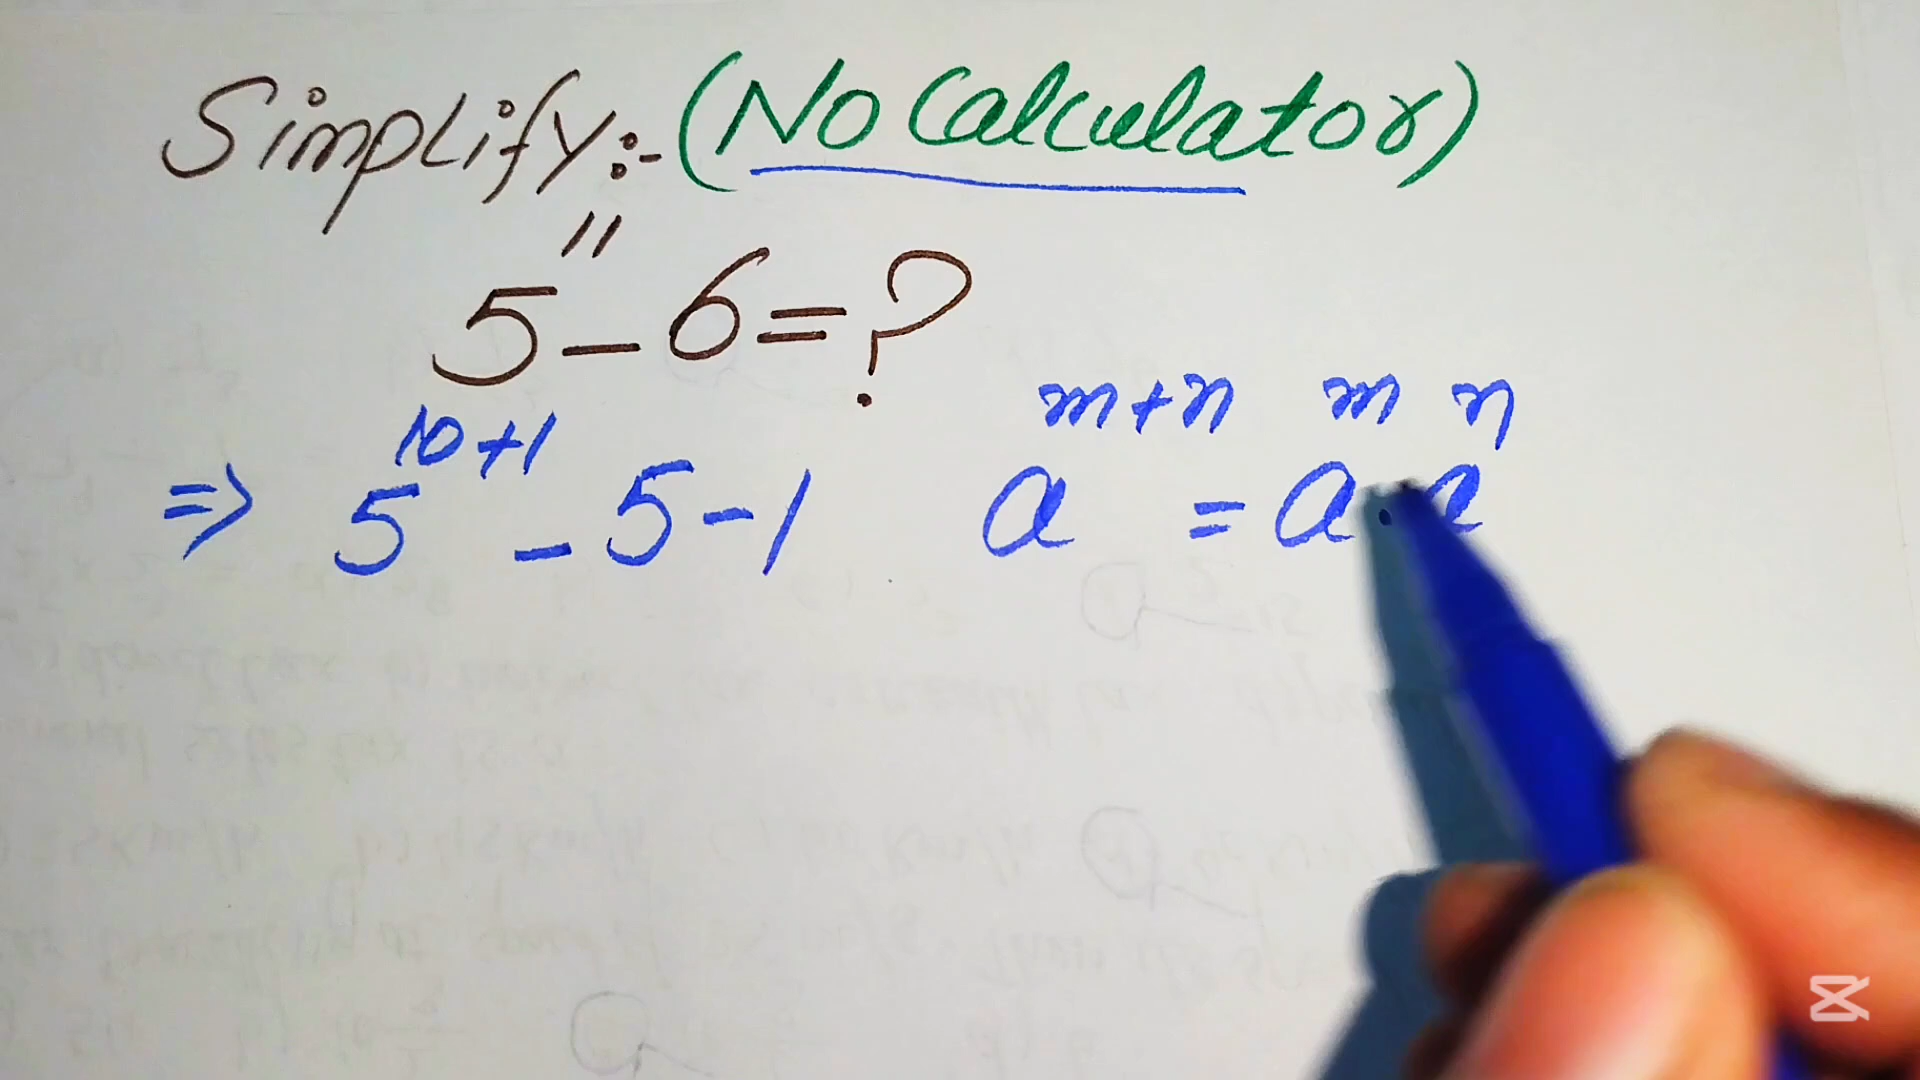 Simplify:- (No Calculator)
5¹¹ - 6 = ?
⇒ 5¹⁰⁺¹ - 5 - 1  aᵐ⁺ⁿ = aᵐ · aⁿ